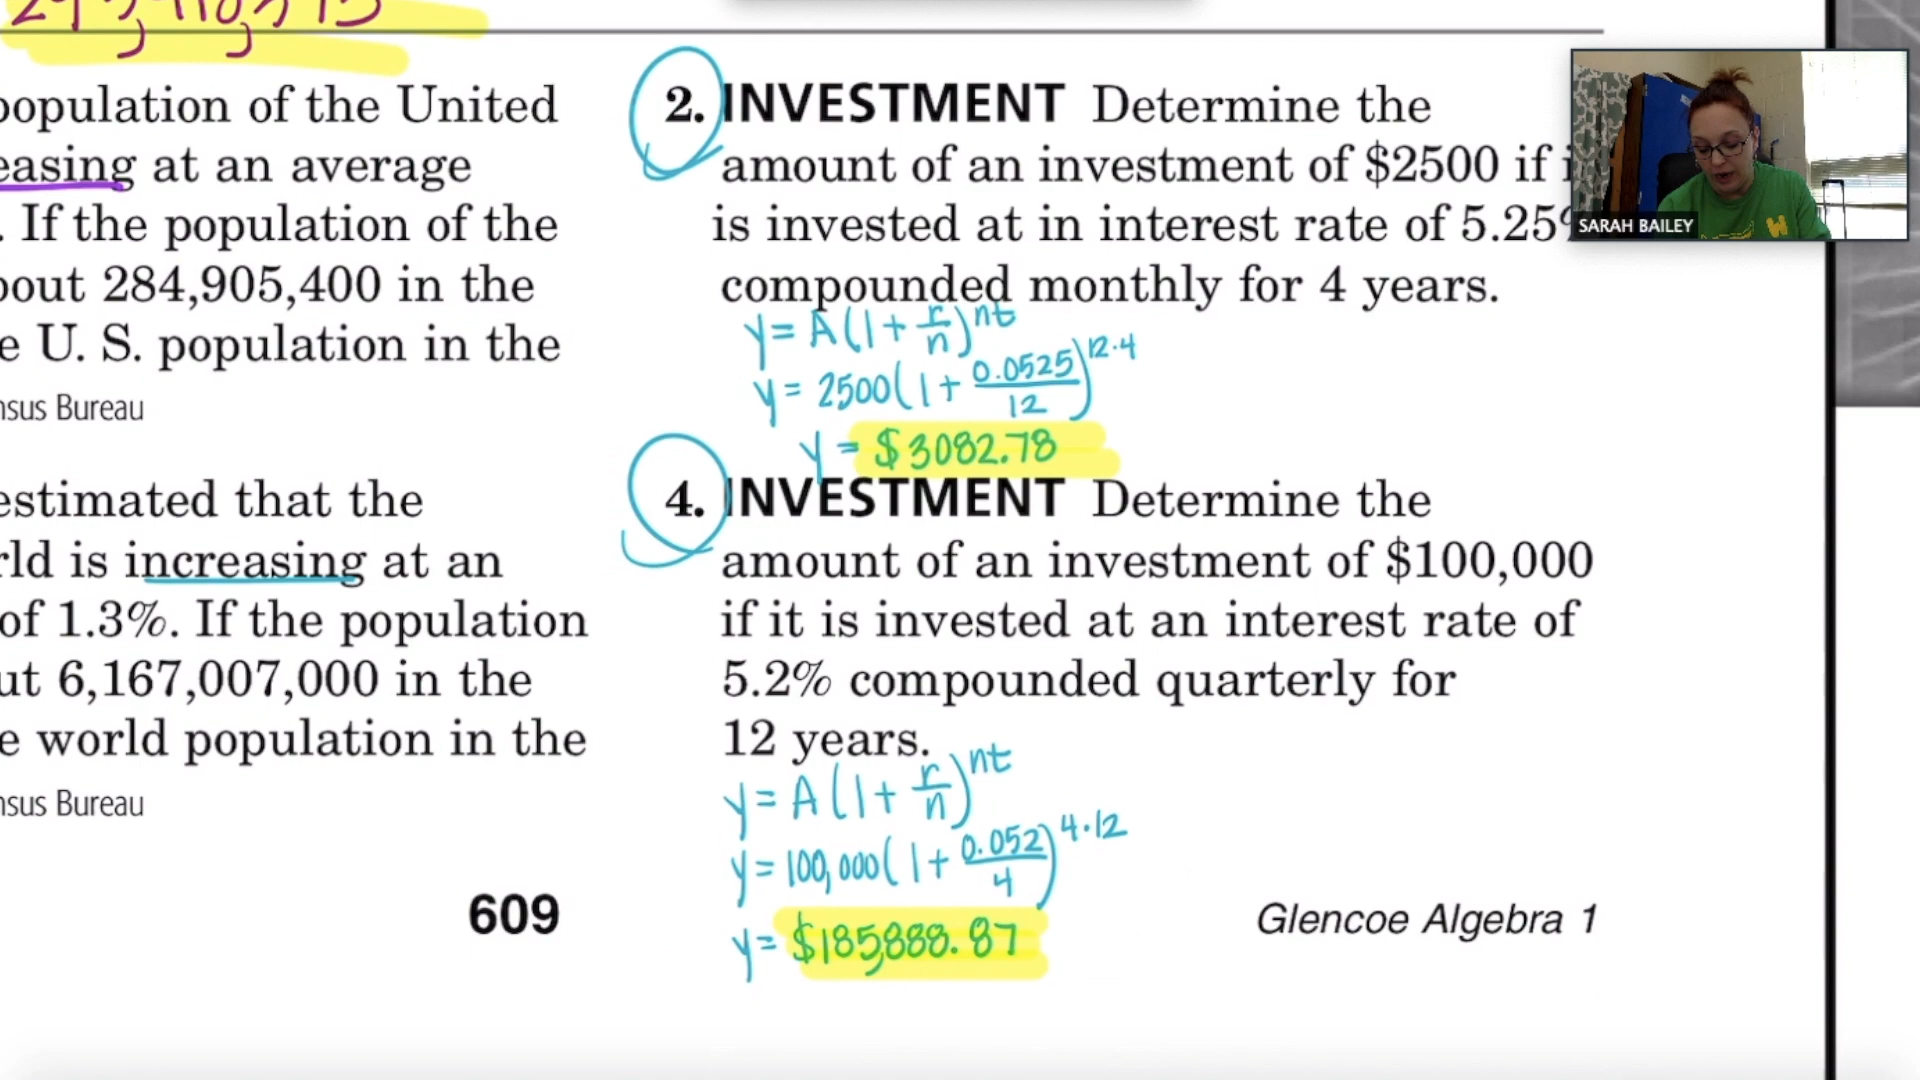 population of the United
easing at an average
. If the population of the
284,905,400 in the
e U. S. population in the
nsus Bureau
estimated that the
rld is increasing at an
of 1.3%. If the population
ut 6,167,007,000 in the
e world population in the
nsus Bureau
609
2. INVESTMENT Determine the
amount of an investment of $2500 if
is invested at in interest rate of 5.25
compounded monthly for 4 years.
y = A(1 + r/n)^nt
y = 2500(1 + 0.0525/12)^12·4
y = $3082.78
4. INVESTMENT Determine the
amount of an investment of $100,000
if it is invested at an interest rate of
5.2% compounded quarterly for
12 years.
y = A(1 + r/n)^nt
y = 100,000(1 + 0.052/4)^4·12
y = $185,888.87
Glencoe Algebra 1
SARAH BAILEY